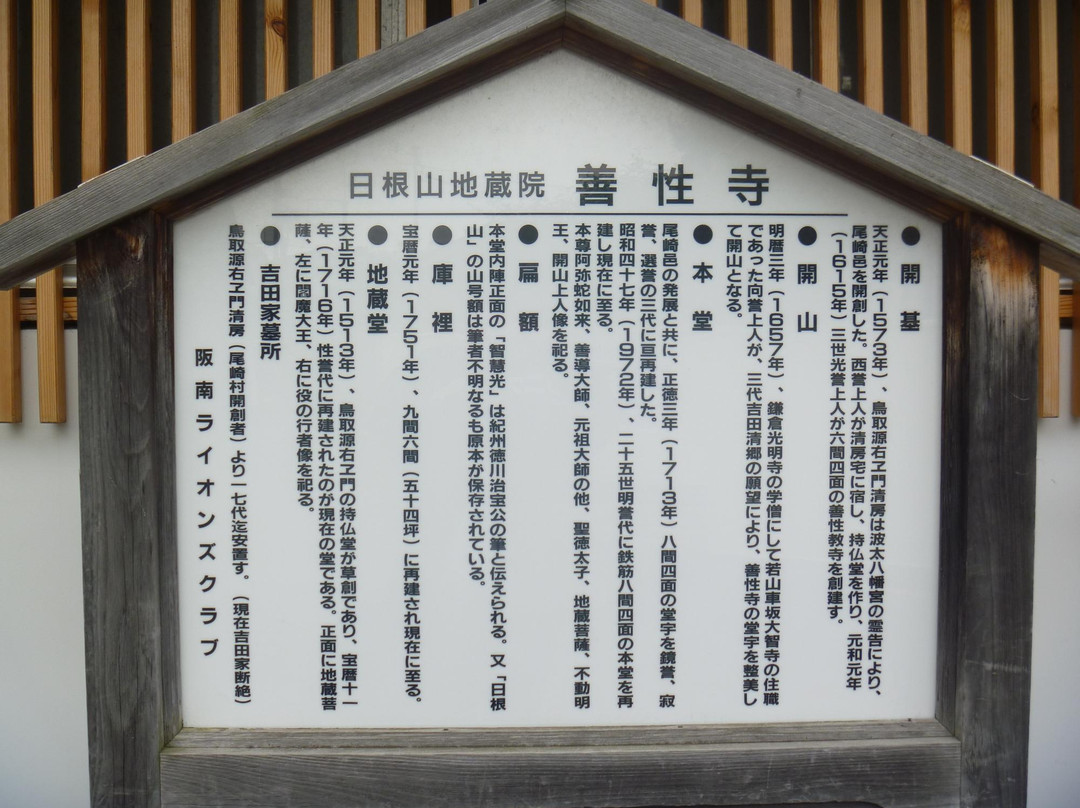 日根山地蔵院 善性寺
●開基
天正元年（1573年）、鳥取源右ヱ門清房は波太八幡宮の霊告により、
尾崎邑を開創した。西誉上人が清房宅に宿し、持仏堂を作り、元和元年
（1615年）三世光誉上人が六間四面の善性教寺を創建す。
●開山
明暦三年（1657年）、鎌倉光明寺の学僧にして若山車坂大智寺の住職
であった向誉上人が、三代吉田清郷の願望により、善性寺の堂宇を整美し
て開山となる。
●本堂
尾崎邑の発展と共に、正徳三年（1713年）八間四面の堂宇を鏡誉、寂
誉、選誉の三代に亘再建した。
昭和四十七年（1972年）、二十五世明誉代に鉄筋八間四面の本堂を再
建し現在に至る。
本尊阿弥蛇如来、善導大師、元祖大師の他、聖徳太子、地蔵菩薩、不動明
王、開山上人像を祀る。
●扁額
本堂内陣正面の「智慧光」は紀州徳川治宝公の筆と伝えられる。又「日根
山」の山号額は筆者不明なるも原本が保存されている。
●庫裡
宝暦元年（1751年）、九間六間（五十四坪）に再建され現在に至る。
●地蔵堂
天正元年（1513年）、鳥取源右ヱ門の持仏堂が草創であり、宝暦十一
年（1716年）性誉代に再建されたのが現在の堂である。正面に地蔵菩
薩、左に閻魔大王、右に役の行者像を祀る。
●吉田家墓所
鳥取源右ヱ門清房（尾崎村開創者）より一七代迄安置す。（現在吉田家断絶）
阪南ライオンズクラブ